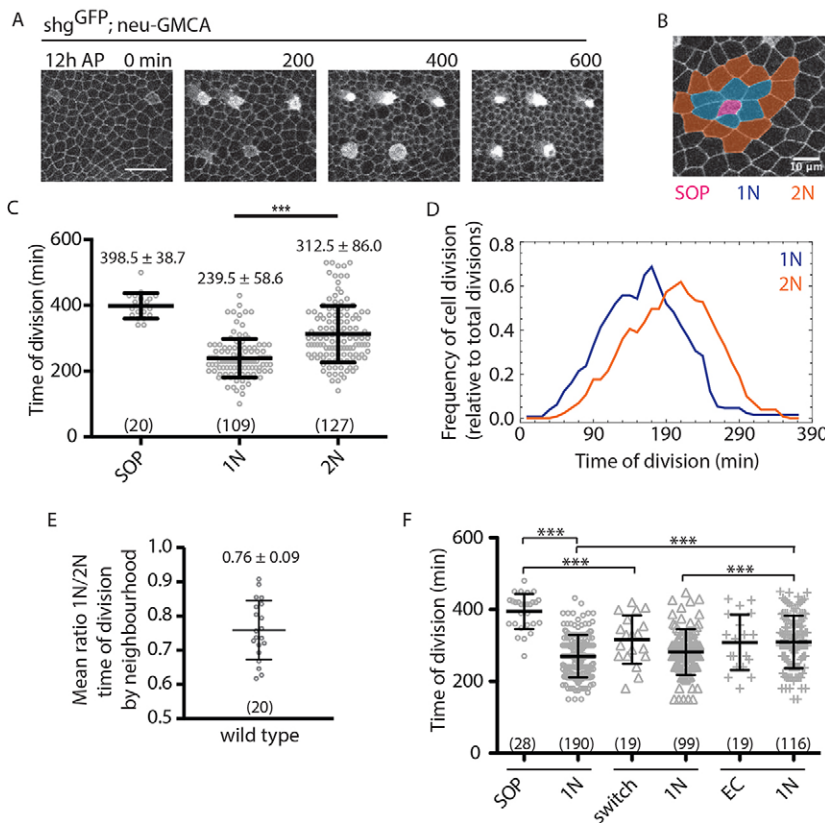 A
shg^GFP; neu-GMCA
12h AP 0 min 200 400 600
B
10 µm
SOP 1N 2N
C
***
Time of division (min)
600
400
200
0
398.5 ± 38.7
239.5 ± 58.6
312.5 ± 86.0
(20) (109) (127)
SOP 1N 2N
D
Frequency of cell division
(relative to total divisions)
0.8
0.6
0.4
0.2
0.0
1N
2N
90 190 290 390
Time of division (min)
E
Mean ratio 1N/2N
time of division
by neighbourhood
1.0
0.9
0.8
0.7
0.6
0.5
0.76 ± 0.09
(20)
wild type
F
Time of division (min)
600
400
200
0
*** ***
*** ***
(28) (190) (19) (99) (19) (116)
SOP 1N switch 1N EC 1N